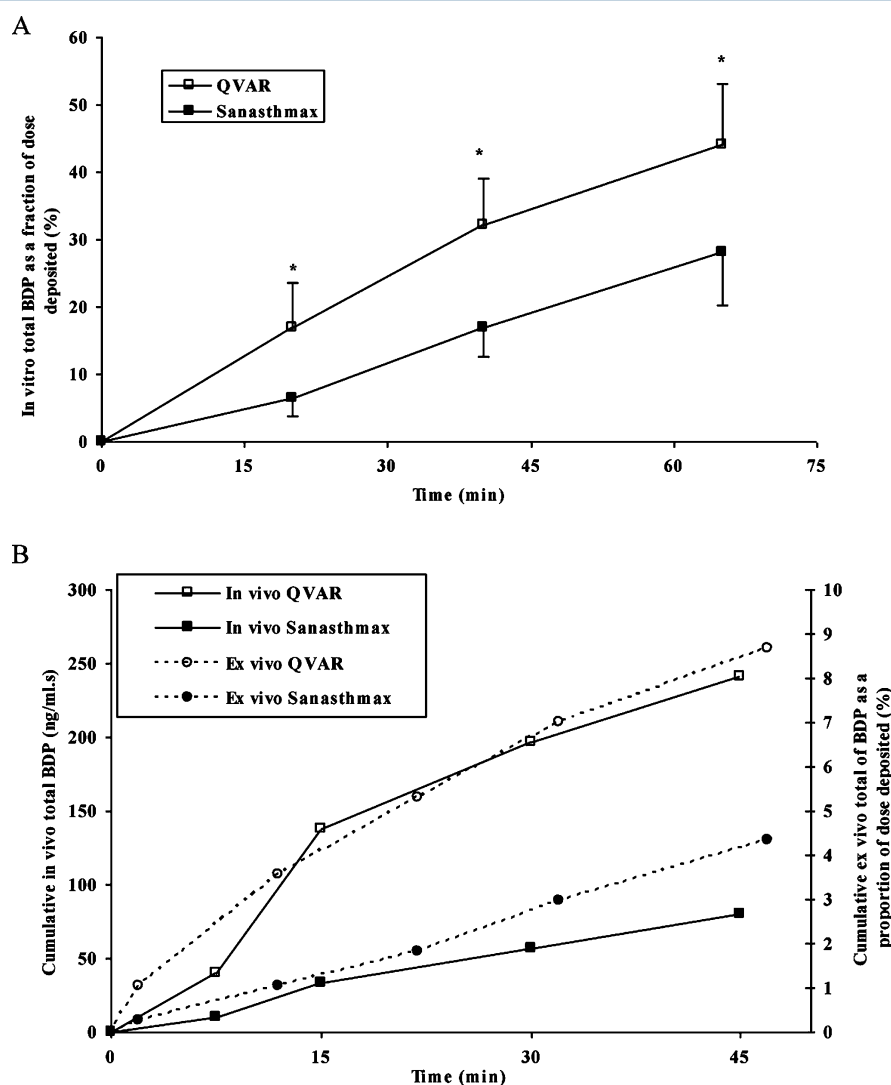 A
60
50
40
30
20
10
0
In vitro total BDP as a fraction of dose
deposited (%)
QVAR
Sanasthmax
*
*
*
0 15 30 45 60 75
Time (min)
B
300
250
200
150
100
50
0
Cumulative in vivo total BDP (ng/ml.s)
In vivo QVAR
In vivo Sanasthmax
Ex vivo QVAR
Ex vivo Sanasthmax
10
9
8
7
6
5
4
3
2
1
0
Cumulative ex vivo total of BDP as a
proportion of dose deposited (%)
0 15 30 45
Time (min)